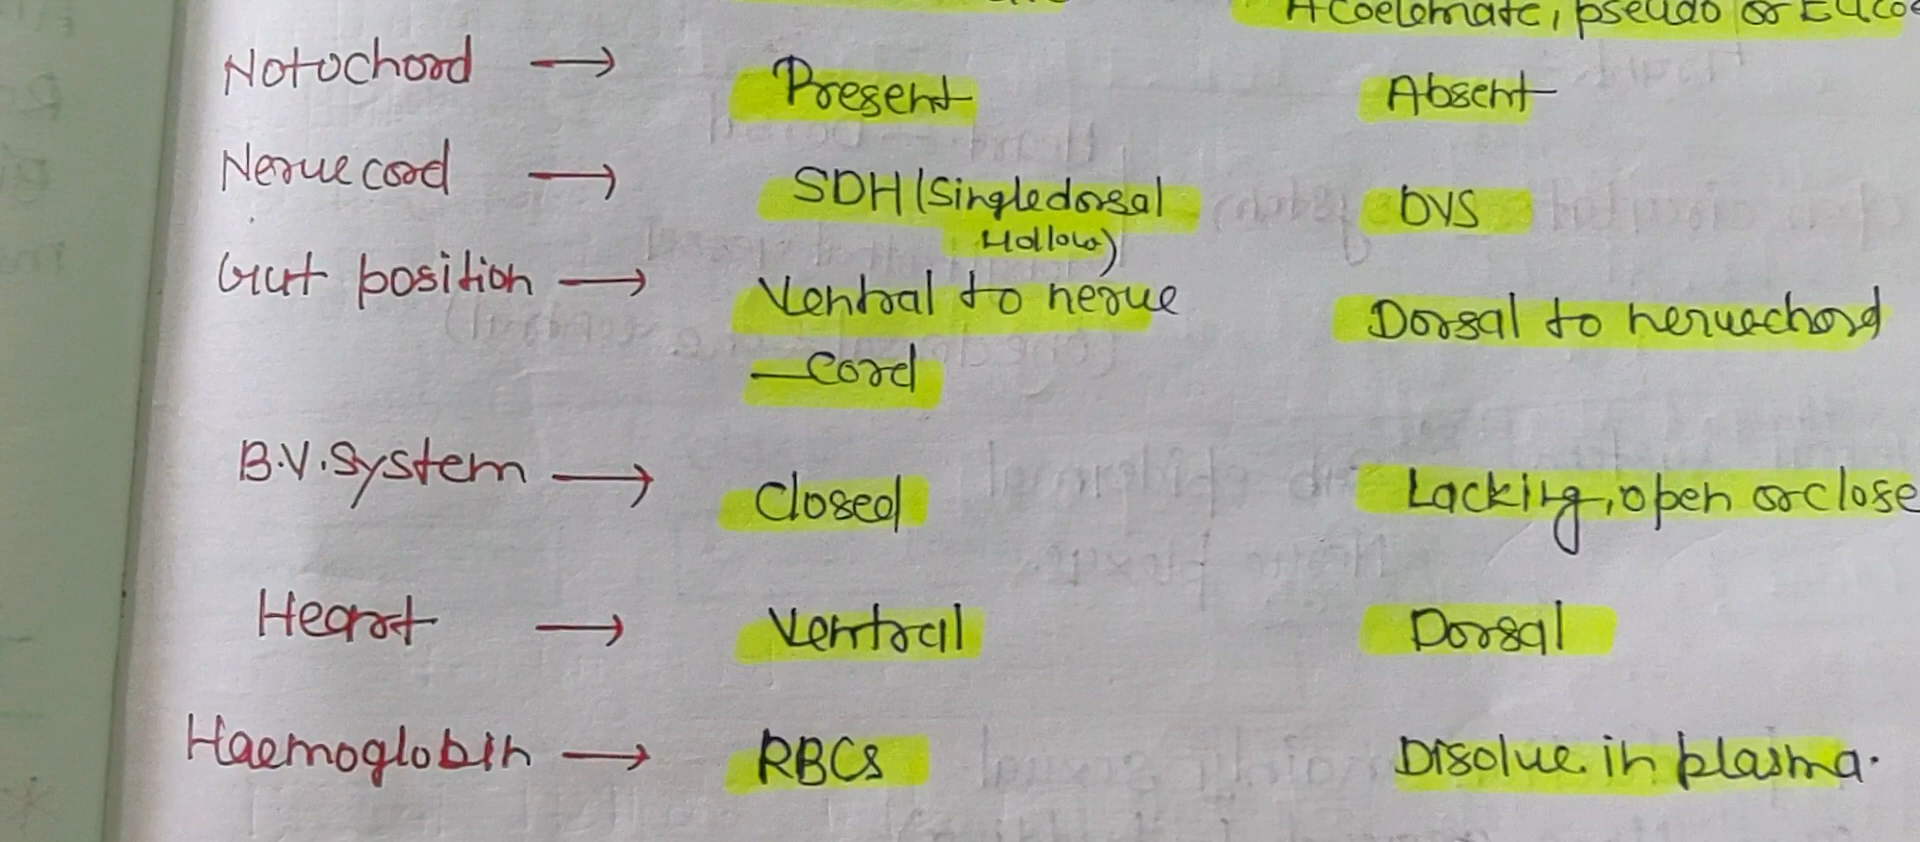 Acoelomate, pseudo or Euco
Notochord → Present Absent
Nerve cord → SDH (Single dorsal DVS
Hollow)
Gut position → Ventral to nerve Dorsal to nervechord
— Cord
B.V. System → Closed Lacking, open or close
Heart → Ventral Dorsal
Haemoglobin → RBCs Disolve in plasma.